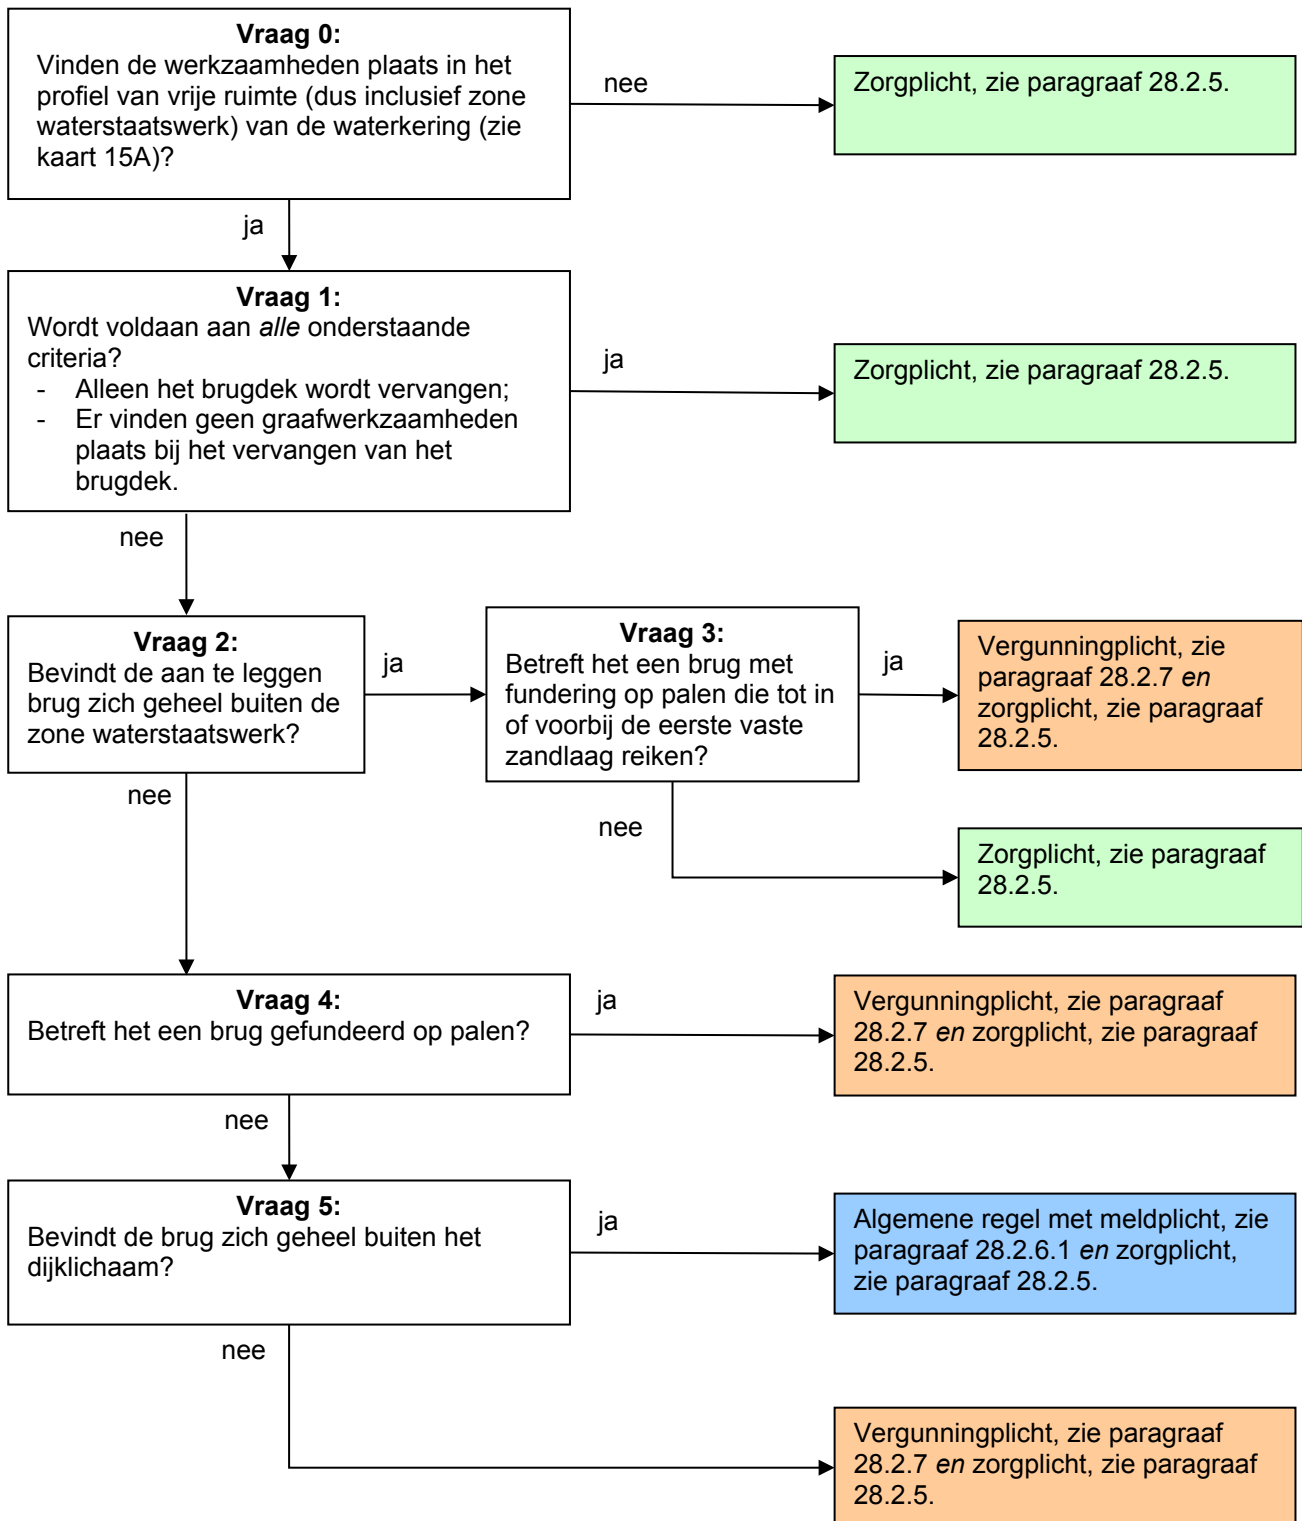 Vraag 0:
Vinden de werkzaamheden plaats in het
profiel van vrije ruimte (dus inclusief zone
waterstaatswerk) van de waterkering (zie
kaart 15A)?
nee
Zorgplicht, zie paragraaf 28.2.5.
ja
Vraag 1:
Wordt voldaan aan alle onderstaande
criteria?
- Alleen het brugdek wordt vervangen;
- Er vinden geen graafwerkzaamheden
plaats bij het vervangen van het
brugdek.
ja
Zorgplicht, zie paragraaf 28.2.5.
nee
Vraag 2:
Bevindt de aan te leggen
brug zich geheel buiten de
zone waterstaatswerk?
ja
Vraag 3:
Betreft het een brug met
fundering op palen die tot in
of voorbij de eerste vaste
zandlaag reiken?
ja
Vergunningplicht, zie
paragraaf 28.2.7 en
zorgplicht, zie paragraaf
28.2.5.
nee
Zorgplicht, zie paragraaf
28.2.5.
nee
Vraag 4:
Betreft het een brug gefundeerd op palen?
ja
Vergunningplicht, zie paragraaf
28.2.7 en zorgplicht, zie paragraaf
28.2.5.
nee
Vraag 5:
Bevindt de brug zich geheel buiten het
dijklichaam?
ja
Algemene regel met meldplicht, zie
paragraaf 28.2.6.1 en zorgplicht,
zie paragraaf 28.2.5.
nee
Vergunningplicht, zie paragraaf
28.2.7 en zorgplicht, zie paragraaf
28.2.5.